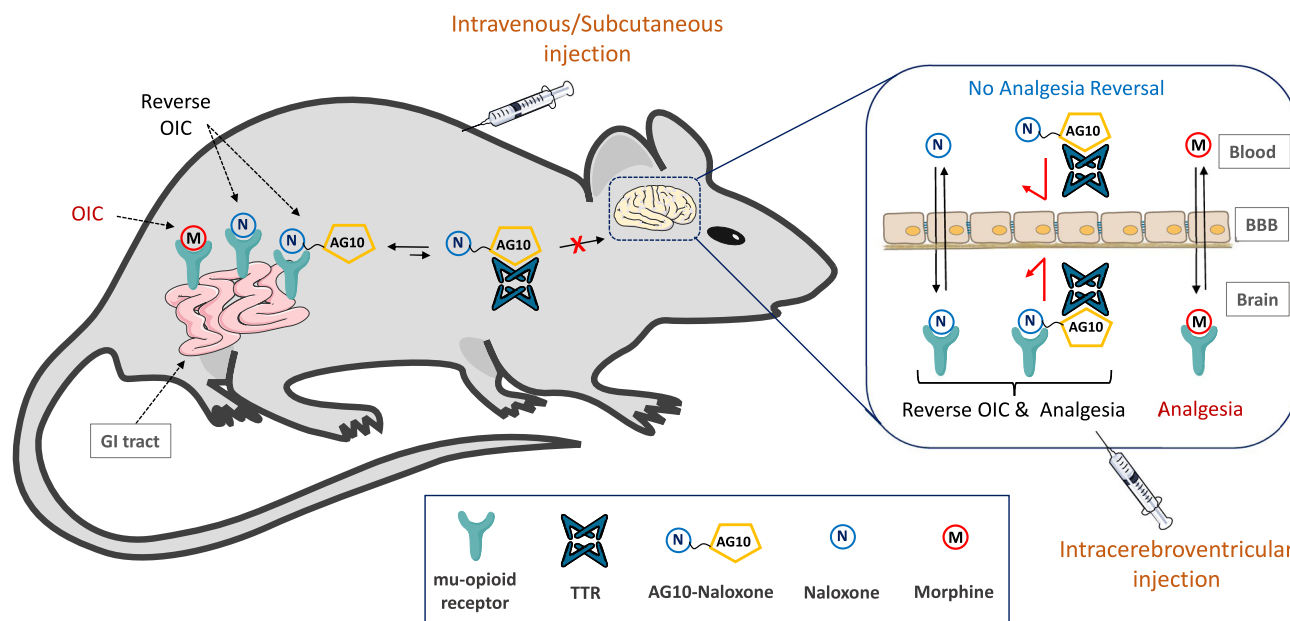 Intravenous/Subcutaneous
injection
Reverse
OIC
OIC
M
N
N
AG10
N
AG10
GI tract
No Analgesia Reversal
N
N
AG10
M
Blood
BBB
Brain
N
N
AG10
M
Reverse OIC & Analgesia
Analgesia
Intracerebroventricular
injection
N
AG10
N
M
mu-opioid
receptor
TTR
AG10-Naloxone
Naloxone
Morphine